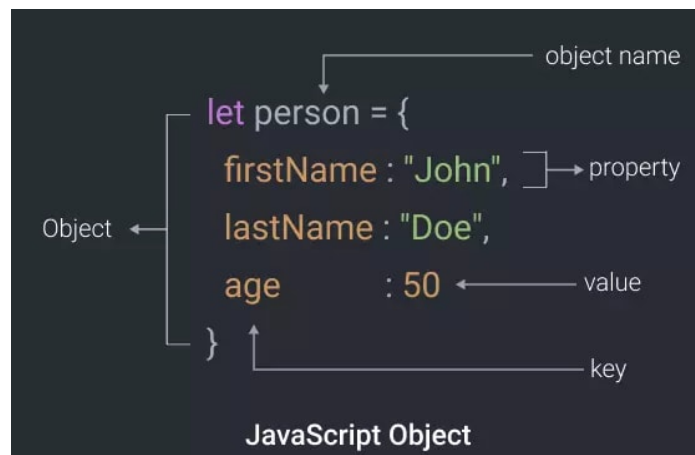 object name
let person = {
firstName : "John",
property
Object
lastName : "Doe",
age : 50
value
}
key
JavaScript Object